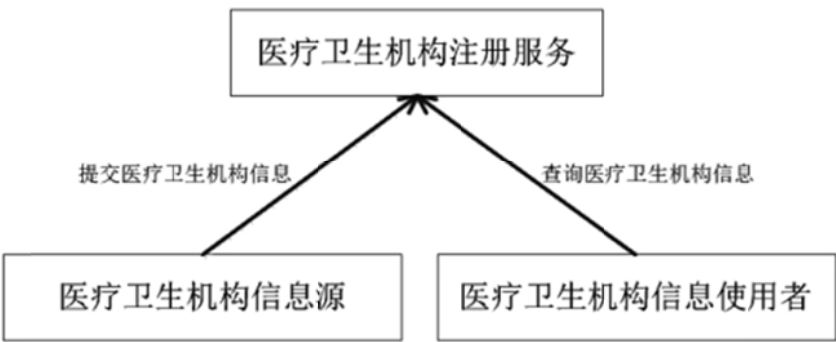 医疗卫生机构注册服务
提交医疗卫生机构信息
查询医疗卫生机构信息
医疗卫生机构信息源
医疗卫生机构信息使用者